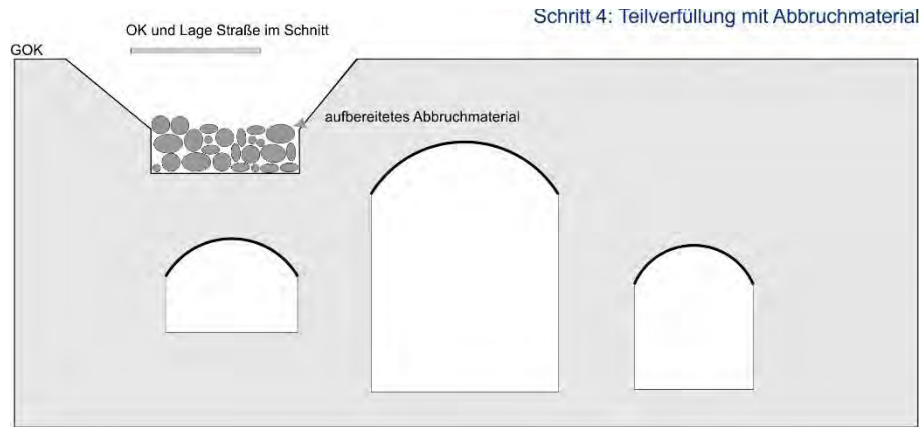 Schritt 4: Teilverfüllung mit Abbruchmaterial
OK und Lage Straße im Schnitt
GOK
aufbereitetes Abbruchmaterial